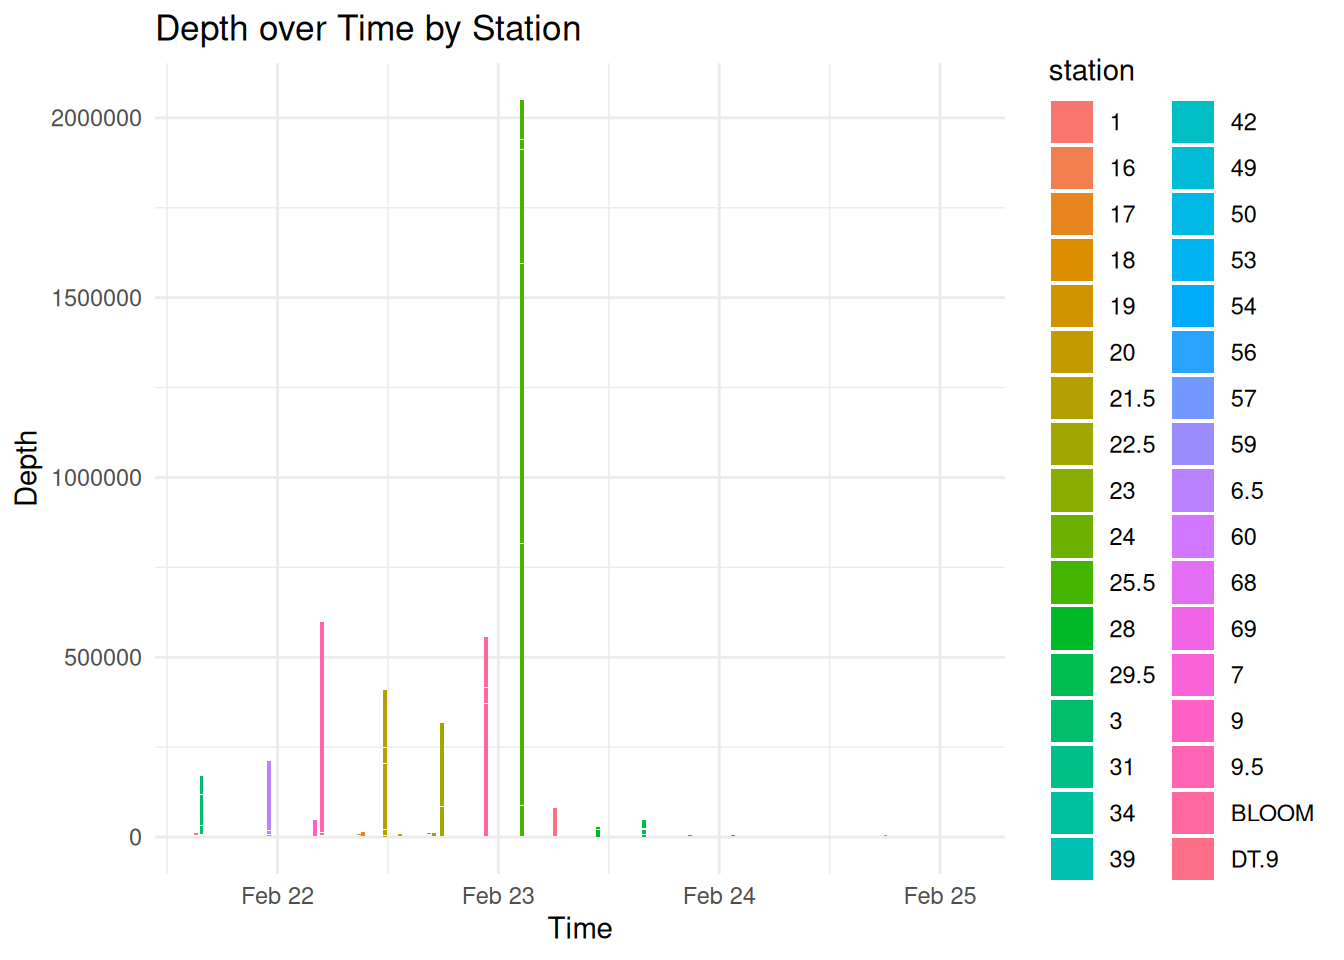 Depth over Time by Station
Depth
2000000
1500000
1000000
500000
0
Feb 22 Feb 23 Feb 24 Feb 25
Time
station
1 42
16 49
17 50
18 53
19 54
20 56
21.5 57
22.5 59
23 6.5
24 60
25.5 68
28 69
29.5 7
3 9
31 9.5
34 BLOOM
39 DT.9